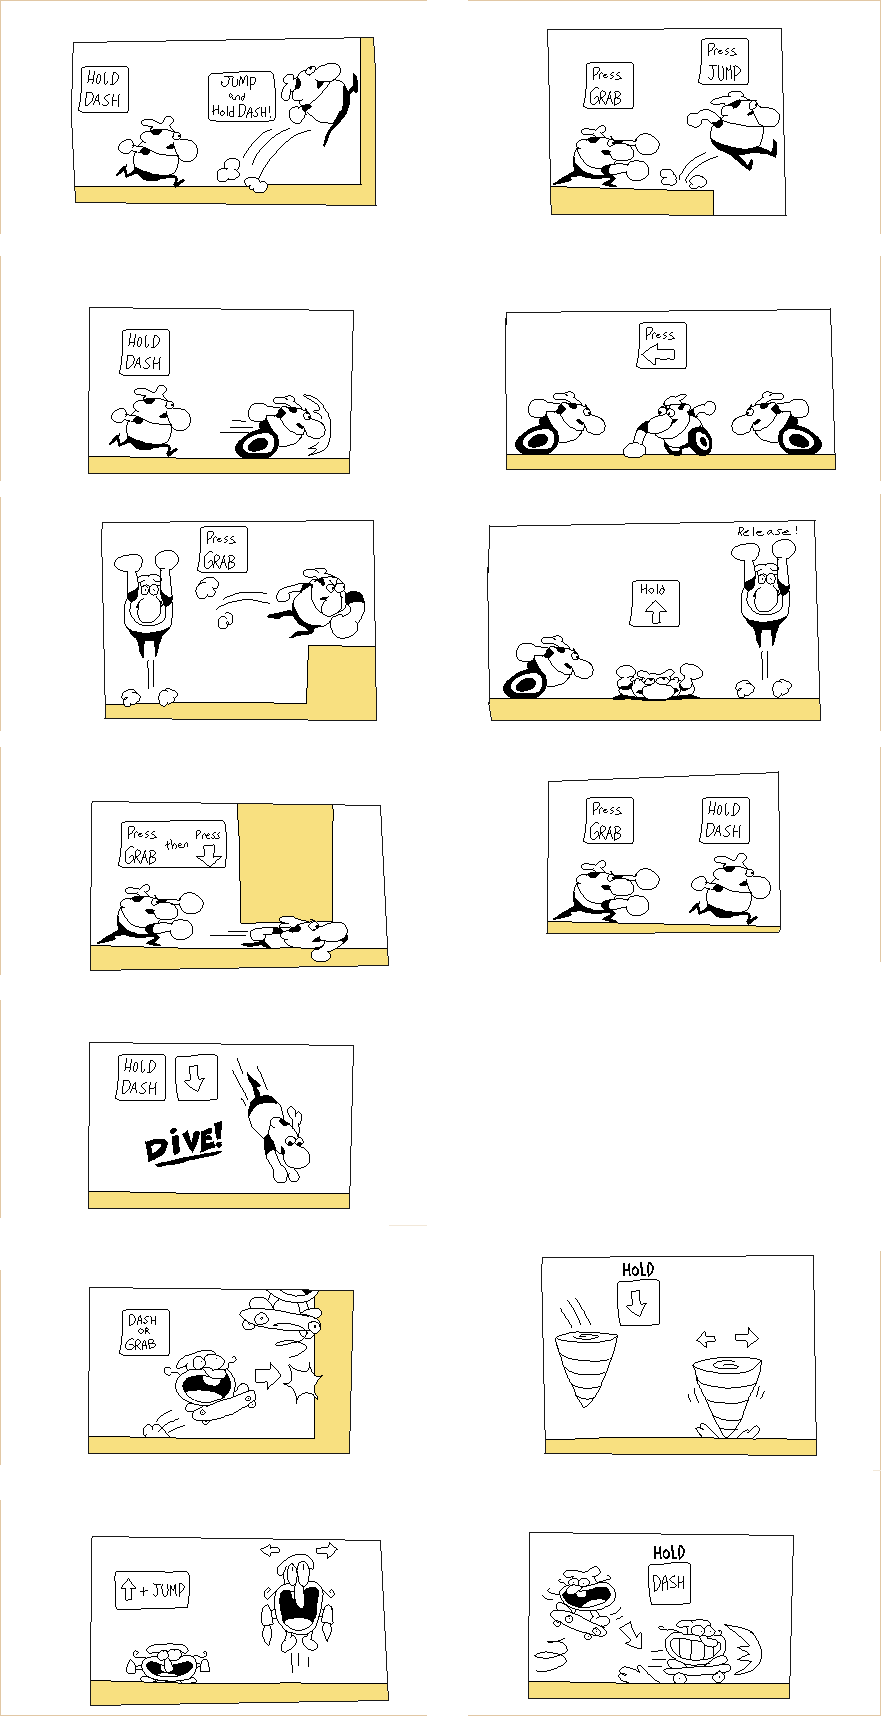 HOLD
DASH
JUMP
and
Hold DASH!
Press
GRAB
Press
JUMP
HOLD
DASH
Press
Press
GRAB
Hold
Release!
Press
GRAB
then
Press
Press
GRAB
HOLD
DASH
HOLD
DASH
DiVE!
DASH
OR
GRAB
HOLD
+ JUMP
HOLD
DASH